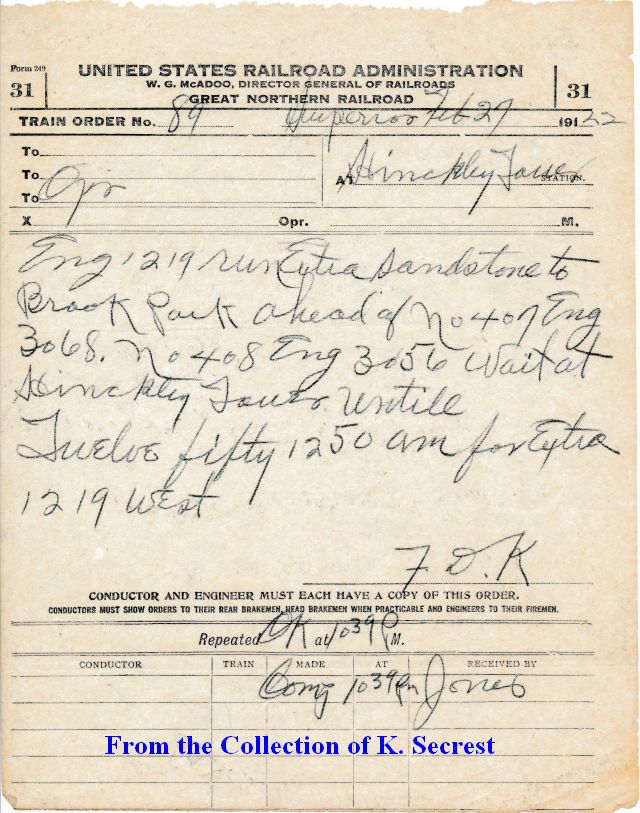 Form 249
31
UNITED STATES RAILROAD ADMINISTRATION
W. G. McADOO, DIRECTOR GENERAL OF RAILROADS
GREAT NORTHERN RAILROAD
31
TRAIN ORDER No. 89 Superior Feb 27 191 22
To
To
To Opr
AT Hinckley Tower STATION.
X Opr. M.
Eng 1219 run Extra Sandstone to
Brook Park ahead of No 407 Eng
3068. No 408 Eng 3056 Wait at
Hinckley Tower Untill
Twelve fifty 1250 am for Extra
1219 West
F. D. K
CONDUCTOR AND ENGINEER MUST EACH HAVE A COPY OF THIS ORDER.
CONDUCTORS MUST SHOW ORDERS TO THEIR REAR BRAKEMEN, HEAD BRAKEMEN WHEN PRACTICABLE AND ENGINEERS TO THEIR FIREMEN.
Repeated OK at 1039 P M.
CONDUCTOR TRAIN MADE AT RECEIVED BY
Com 1039 Pm Jones
From the Collection of K. Secrest